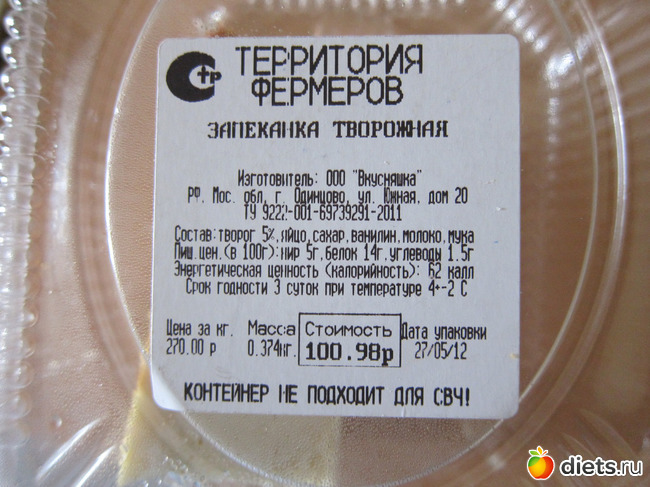 стр
ТЕРРИТОРИЯ
ФЕРМЕРОВ
ЗАПЕКАНКА ТВОРОЖНАЯ
Изготовитель: ООО "Вкусняшка"
РФ. Мос. обл, г. Одинцово, ул. Южная, дом 20
ТУ 9222-001-69739291-2011
Состав:творог 5%,яйцо,сахар,ванилин,молоко,мука
Пищ.цен.(в 100г):жир 5г,белок 14г,углеводы 1.5г
Энергетическая ценность (калорийность): 62 калл
Срок годности 3 суток при температуре 4+-2 С
Цена за кг. Масса Стоимость Дата упаковки
270.00 р 0.374кг. 100.98р 27/05/12
КОНТЕЙНЕР НЕ ПОДХОДИТ ДЛЯ СВЧ!
diets.ru